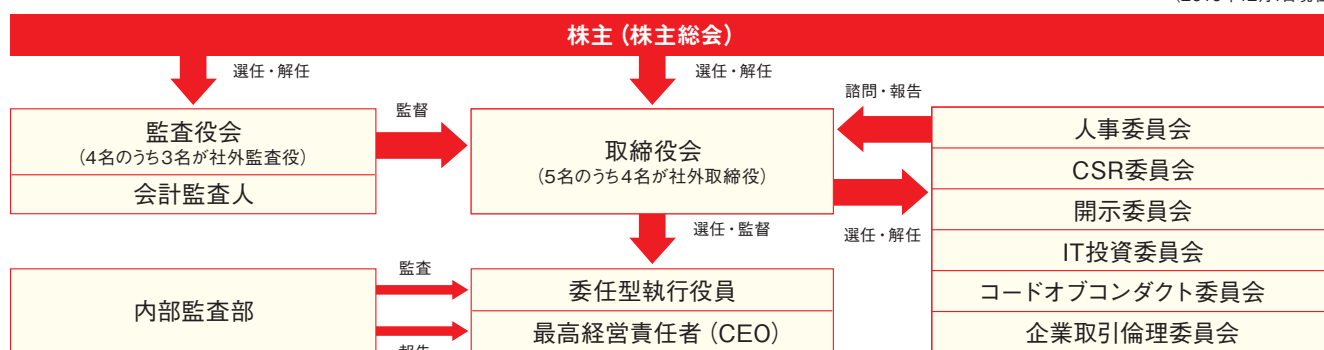 株主（株主総会）
選任・解任
選任・解任
諮問・報告
監督
監査役会
（4名のうち3名が社外監査役）
会計監査人
取締役会
（5名のうち4名が社外取締役）
人事委員会
CSR委員会
開示委員会
IT投資委員会
コードオブコンダクト委員会
企業取引倫理委員会
選任・監督
選任・解任
監査
内部監査部
委任型執行役員
最高経営責任者（CEO）